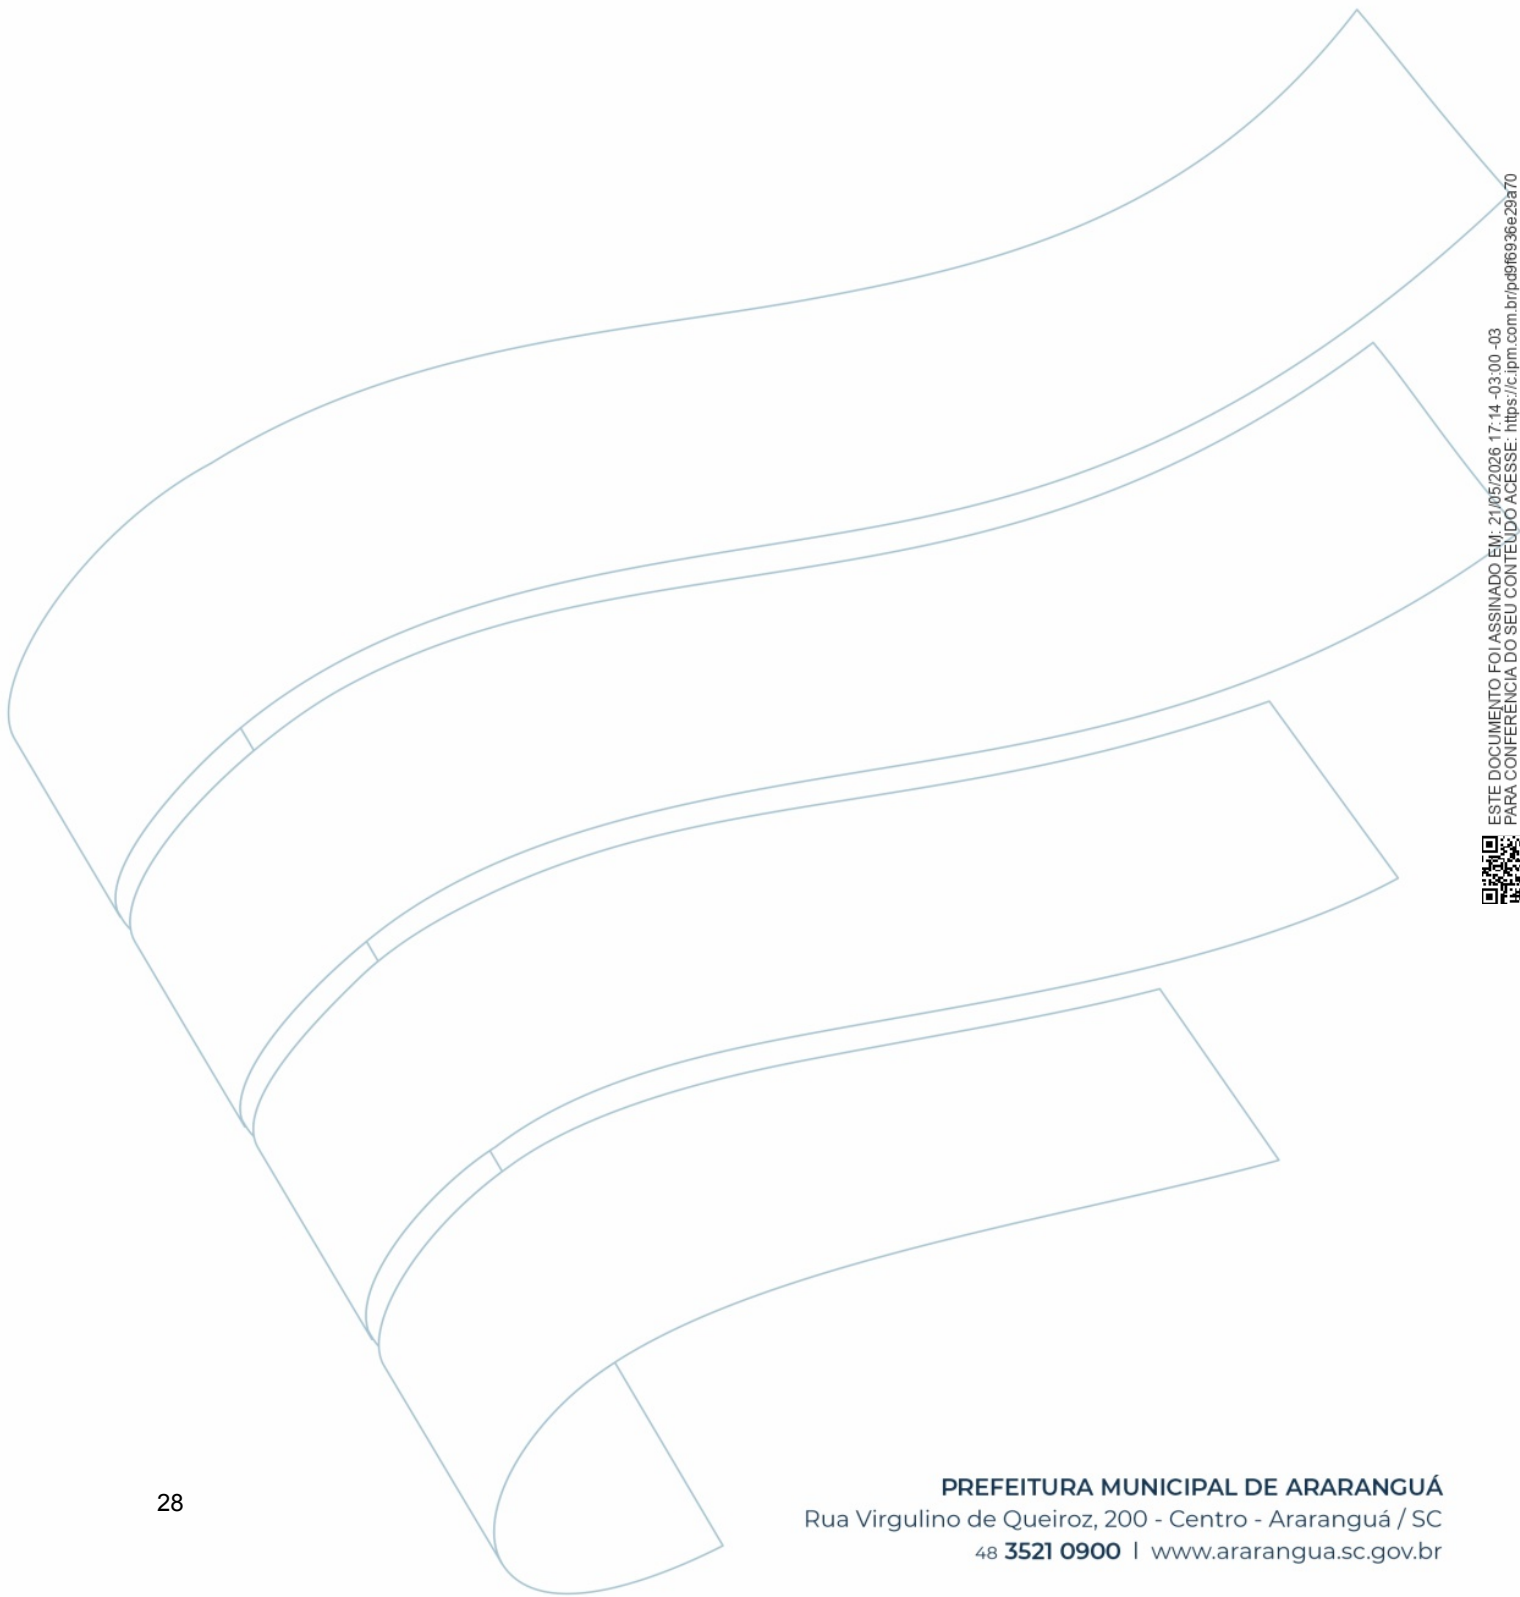 ESTE DOCUMENTO FOI ASSINADO EM: 21/05/2026 17:14 -03:00 -03
PARA CONFERÊNCIA DO SEU CONTEÚDO ACESSE: https://c.ipm.com.br/pd9f6936e29a70
28
PREFEITURA MUNICIPAL DE ARARANGUÁ
Rua Virgulino de Queiroz, 200 - Centro - Araranguá / SC
48 3521 0900 | www.ararangua.sc.gov.br